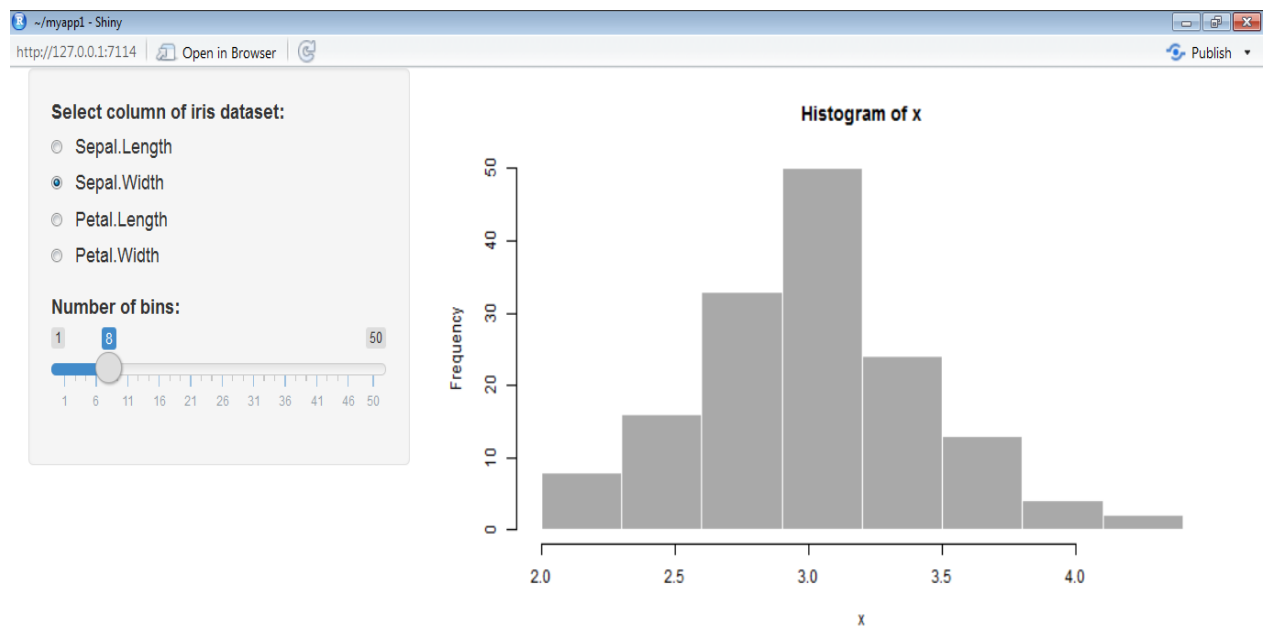 ~/myapp1 - Shiny
http://127.0.0.1:7114
Open in Browser
Publish
Select column of iris dataset:
Sepal.Length
Sepal.Width
Petal.Length
Petal.Width
Number of bins:
1 8 50
1 6 11 16 21 26 31 36 41 46 50
Histogram of x
Frequency
50
40
30
20
10
0
2.0 2.5 3.0 3.5 4.0
x